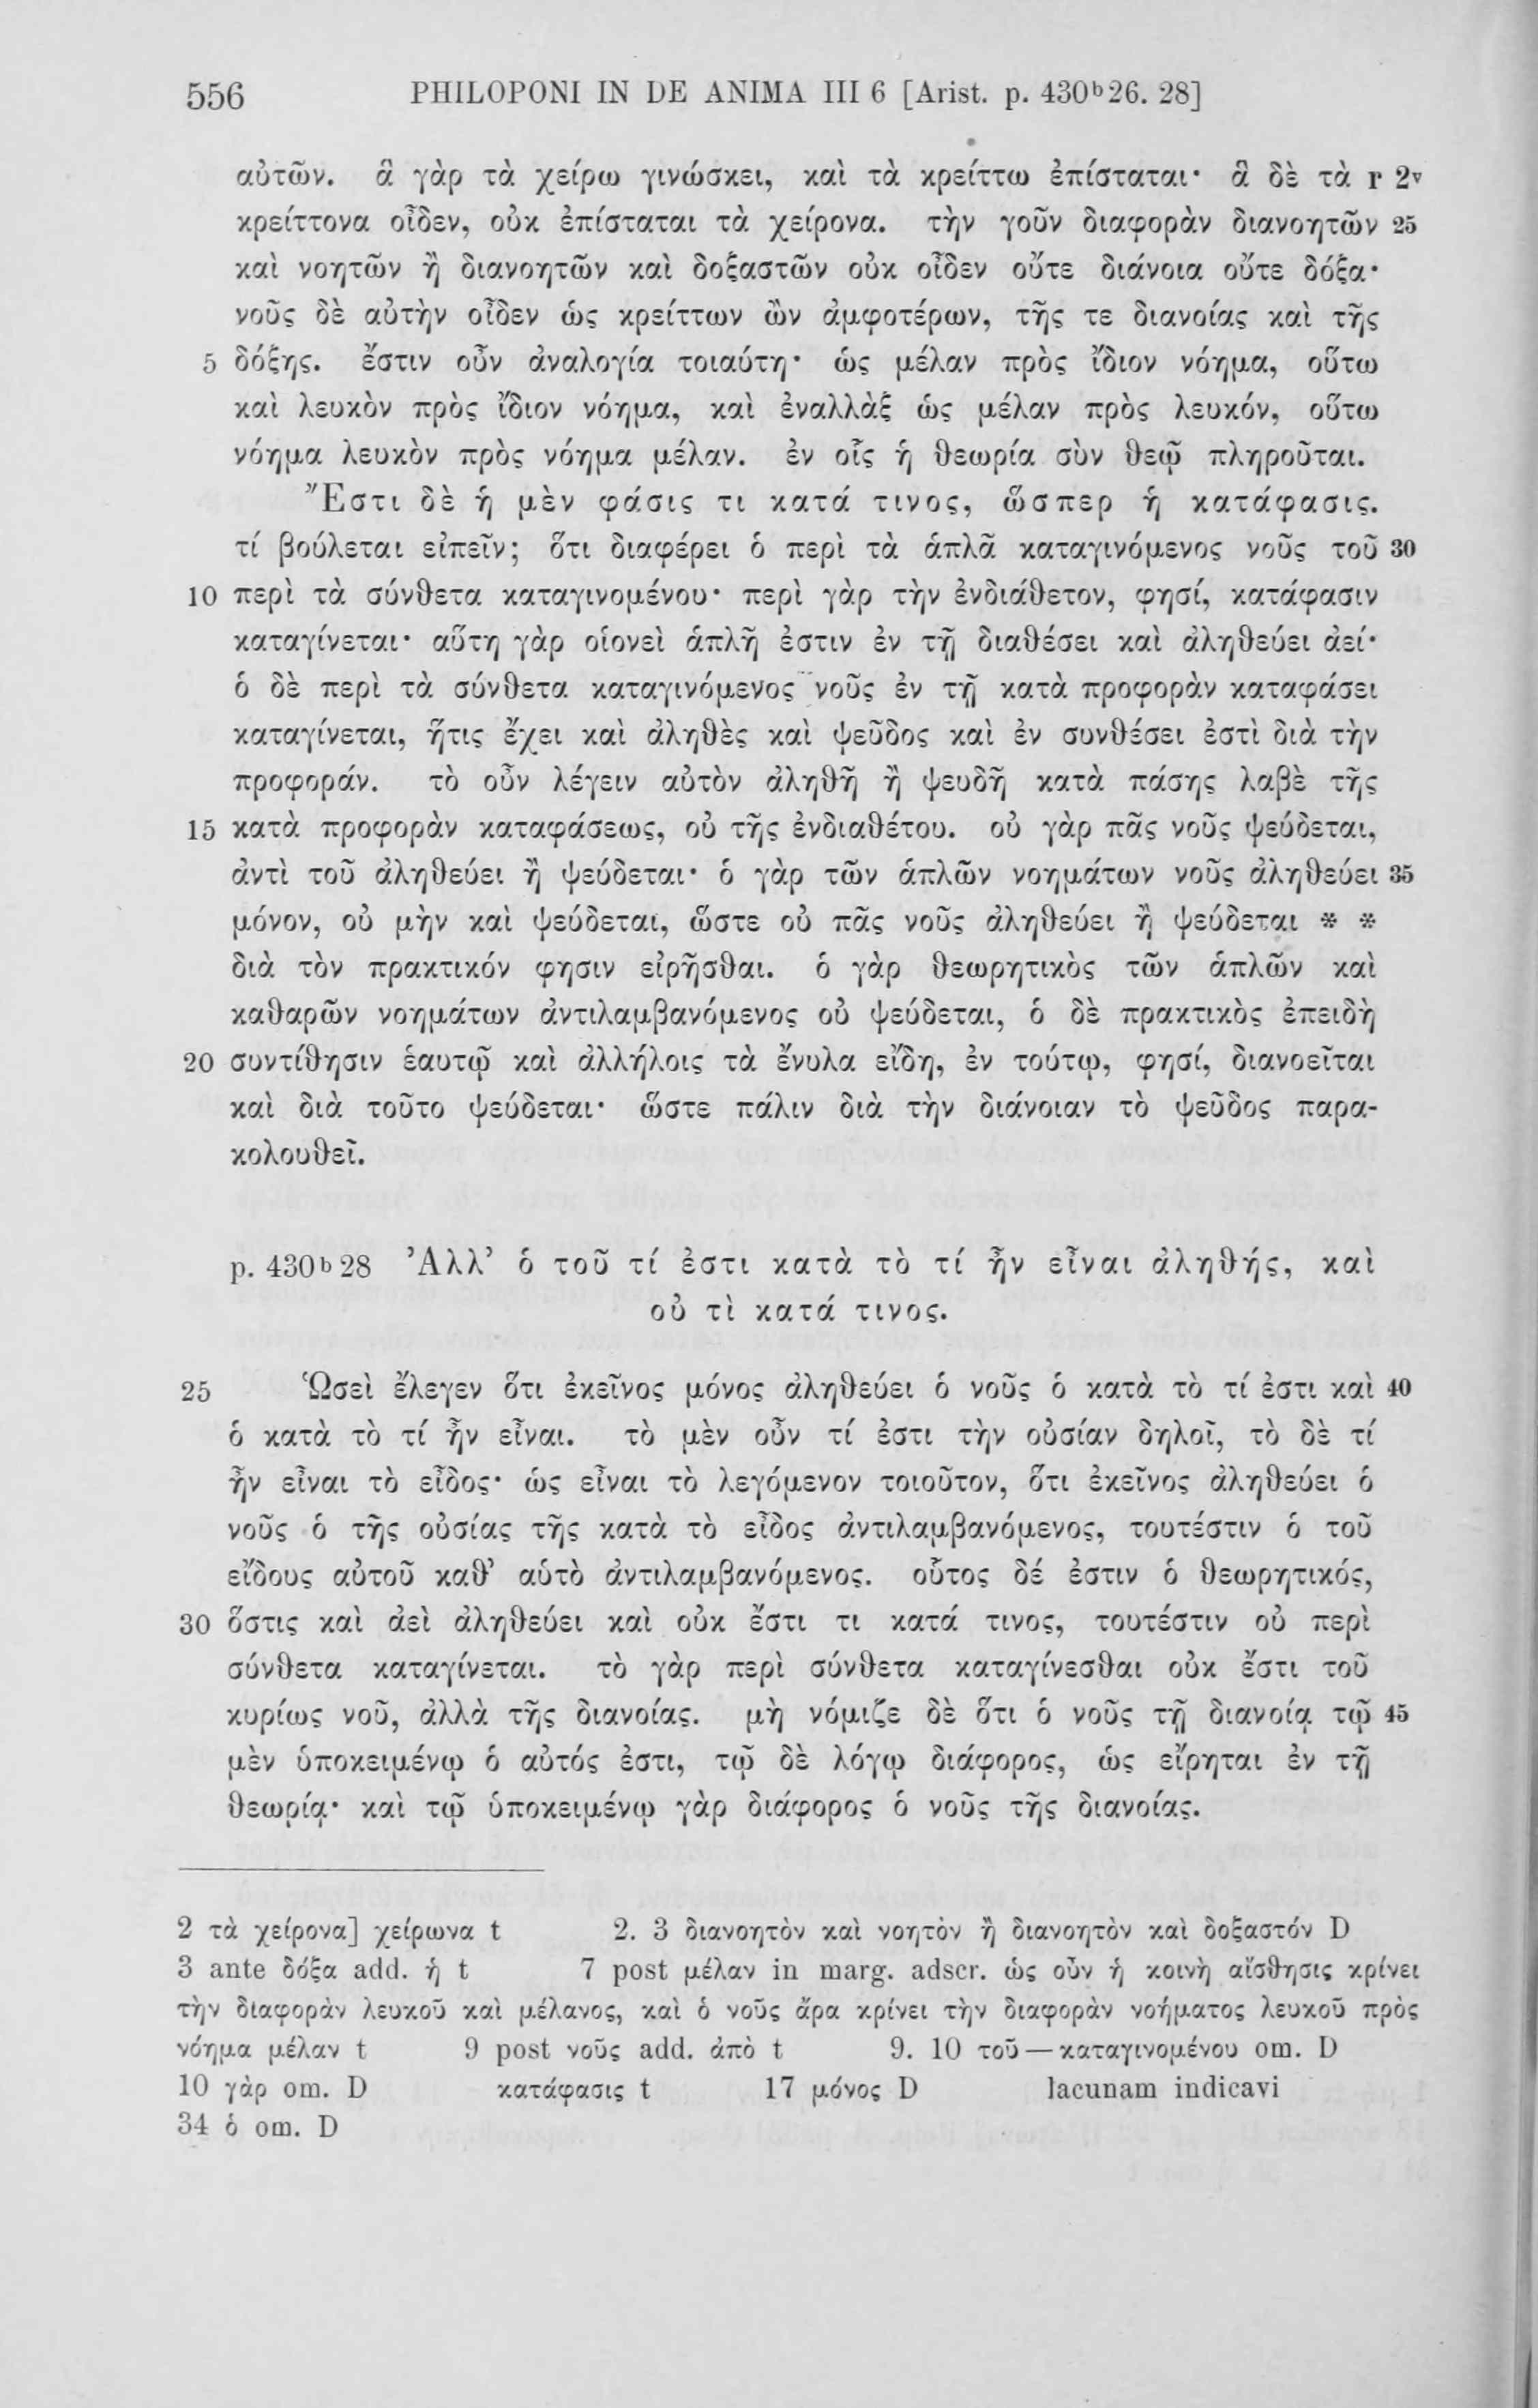 556 PHILOPONI IN DE ANIMA III 6 [Arist. p. 430ᵇ26. 28]
αὐτῶν. ἃ γὰρ τὰ χείρω γινώσκει, καὶ τὰ κρείττω ἐπίσταται· ἃ δὲ τὰ r 2ᵛ
κρείττονα οἶδεν, οὐκ ἐπίσταται τὰ χείρονα. τὴν γοῦν διαφορὰν διανοητῶν 25
καὶ νοητῶν ἢ διανοητῶν καὶ δοξαστῶν οὐκ οἶδεν οὔτε διάνοια οὔτε δόξα·
νοῦς δὲ αὐτὴν οἶδεν ὡς κρείττων ὢν ἀμφοτέρων, τῆς τε διανοίας καὶ τῆς
5 δόξης. ἔστιν οὖν ἀναλογία τοιαύτη· ὡς μέλαν πρὸς ἴδιον νόημα, οὕτω
καὶ λευκὸν πρὸς ἴδιον νόημα, καὶ ἐναλλὰξ ὡς μέλαν πρὸς λευκόν, οὕτω
νόημα λευκὸν πρὸς νόημα μέλαν. ἐν οἷς ἡ θεωρία σὺν θεῷ πληροῦται.
Ἔστι δὲ ἡ μὲν φάσις τι κατά τινος, ὥσπερ ἡ κατάφασις.
τί βούλεται εἰπεῖν; ὅτι διαφέρει ὁ περὶ τὰ ἁπλᾶ καταγινόμενος νοῦς τοῦ 30
10 περὶ τὰ σύνθετα καταγινομένου· περὶ γὰρ τὴν ἐνδιάθετον, φησί, κατάφασιν
καταγίνεται· αὕτη γὰρ οἱονεὶ ἁπλῆ ἐστιν ἐν τῇ διαθέσει καὶ ἀληθεύει ἀεί·
ὁ δὲ περὶ τὰ σύνθετα καταγινόμενος νοῦς ἐν τῇ κατὰ προφορὰν καταφάσει
καταγίνεται, ἥτις ἔχει καὶ ἀληθὲς καὶ ψεῦδος καὶ ἐν συνθέσει ἐστὶ διὰ τὴν
προφοράν. τὸ οὖν λέγειν αὐτὸν ἀληθῆ ἢ ψευδῆ κατὰ πάσης λαβὲ τῆς
15 κατὰ προφορὰν καταφάσεως, οὐ τῆς ἐνδιαθέτου. οὐ γὰρ πᾶς νοῦς ψεύδεται,
ἀντὶ τοῦ ἀληθεύει ἢ ψεύδεται· ὁ γὰρ τῶν ἁπλῶν νοημάτων νοῦς ἀληθεύει 35
μόνον, οὐ μὴν καὶ ψεύδεται, ὥστε οὐ πᾶς νοῦς ἀληθεύει ἢ ψεύδεται * *
διὰ τὸν πρακτικόν φησιν εἰρῆσθαι. ὁ γὰρ θεωρητικὸς τῶν ἁπλῶν καὶ
καθαρῶν νοημάτων ἀντιλαμβανόμενος οὐ ψεύδεται, ὁ δὲ πρακτικὸς ἐπειδὴ
20 συντίθησιν ἑαυτῷ καὶ ἀλλήλοις τὰ ἔνυλα εἴδη, ἐν τούτῳ, φησί, διανοεῖται
καὶ διὰ τοῦτο ψεύδεται· ὥστε πάλιν διὰ τὴν διάνοιαν τὸ ψεῦδος παρα-
κολουθεῖ.
p. 430ᵇ28 Ἀλλ’ ὁ τοῦ τί ἐστι κατὰ τὸ τί ἦν εἶναι ἀληθής, καὶ
οὐ τὶ κατά τινος.
25 Ὡσεὶ ἔλεγεν ὅτι ἐκεῖνος μόνος ἀληθεύει ὁ νοῦς ὁ κατὰ τὸ τί ἐστι καὶ 40
ὁ κατὰ τὸ τί ἦν εἶναι. τὸ μὲν οὖν τί ἐστι τὴν οὐσίαν δηλοῖ, τὸ δὲ τί
ἦν εἶναι τὸ εἶδος· ὡς εἶναι τὸ λεγόμενον τοιοῦτον, ὅτι ἐκεῖνος ἀληθεύει ὁ
νοῦς ὁ τῆς οὐσίας τῆς κατὰ τὸ εἶδος ἀντιλαμβανόμενος, τουτέστιν ὁ τοῦ
εἴδους αὐτοῦ καθ’ αὑτὸ ἀντιλαμβανόμενος. οὗτος δέ ἐστιν ὁ θεωρητικός,
30 ὅστις καὶ ἀεὶ ἀληθεύει καὶ οὐκ ἔστι τι κατά τινος, τουτέστιν οὐ περὶ
σύνθετα καταγίνεται. τὸ γὰρ περὶ σύνθετα καταγίνεσθαι οὐκ ἔστι τοῦ
κυρίως νοῦ, ἀλλὰ τῆς διανοίας. μὴ νόμιζε δὲ ὅτι ὁ νοῦς τῇ διανοίᾳ τῷ 45
μὲν ὑποκειμένῳ ὁ αὐτός ἐστι, τῷ δὲ λόγῳ διάφορος, ὡς εἴρηται ἐν τῇ
θεωρίᾳ· καὶ τῷ ὑποκειμένῳ γὰρ διάφορος ὁ νοῦς τῆς διανοίας.
2 τὰ χείρονα] χείρωνα t 2. 3 διανοητὸν καὶ νοητὸν ἢ διανοητὸν καὶ δοξαστόν D
3 ante δόξα add. ἡ t 7 post μέλαν in marg. adscr. ὡς οὖν ἡ κοινὴ αἴσθησις κρίνει
τὴν διαφορὰν λευκοῦ καὶ μέλανος, καὶ ὁ νοῦς ἄρα κρίνει τὴν διαφορὰν νοήματος λευκοῦ πρὸς
νόημα μέλαν t 9 post νοῦς add. ἀπὸ t 9. 10 τοῦ — καταγινομένου om. D
10 γὰρ om. D κατάφασις t 17 μόνος D lacunam indicavi
34 ὁ om. D